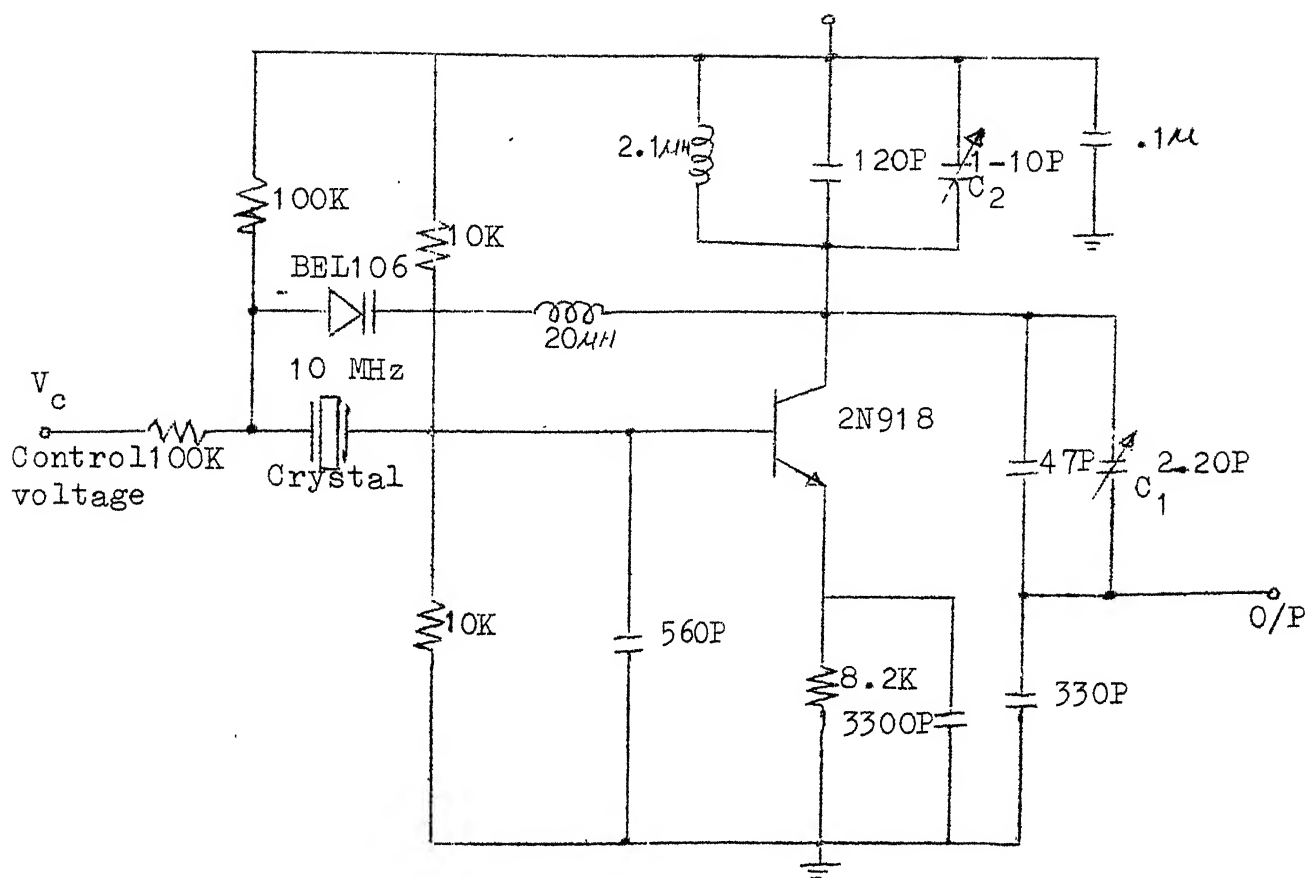 2.1µH
120P
1-10P
C2
.1µ
100K
10K
BEL106
20µH
10 MHz
Vc
Control
voltage
100K
Crystal
2N918
47P
2-20P
C1
10K
560P
8.2K
3300P
330P
O/P